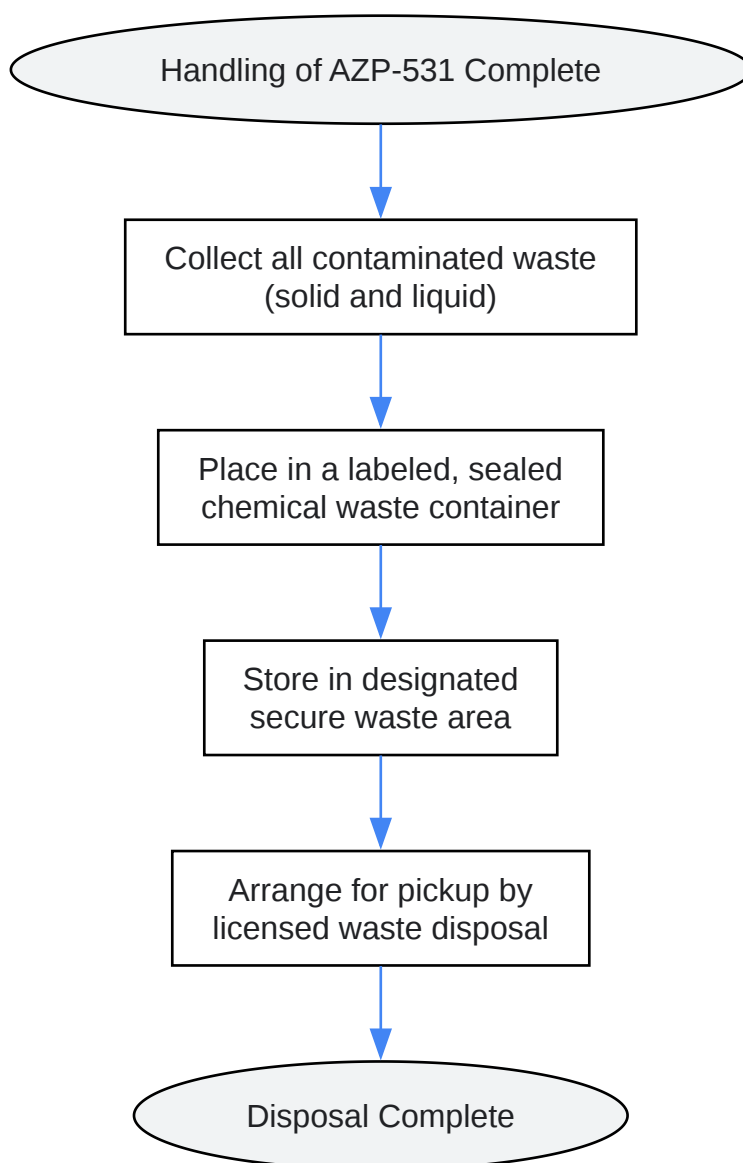 Handling of AZP-531 Complete
Collect all contaminated waste
(solid and liquid)
Place in a labeled, sealed
chemical waste container
Store in designated
secure waste area
Arrange for pickup by
licensed waste disposal
Disposal Complete